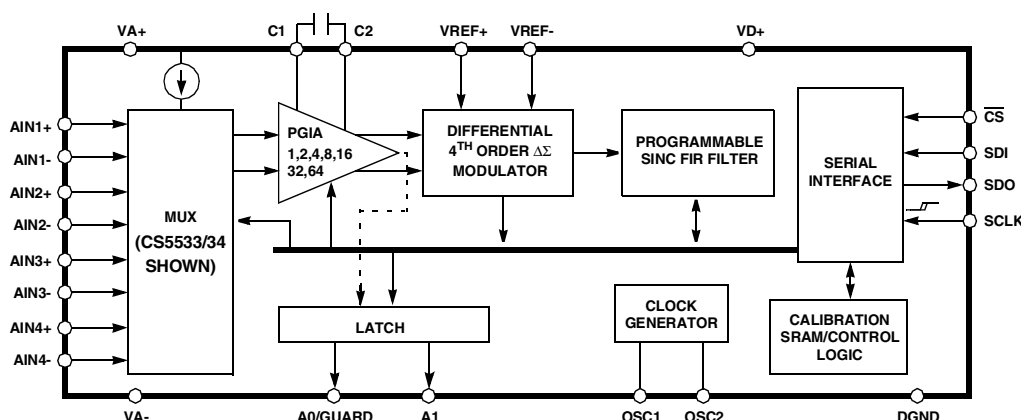 VA+
C1
C2
VREF+
VREF-
VD+
AIN1+
AIN1-
AIN2+
AIN2-
AIN3+
AIN3-
AIN4+
AIN4-
MUX
(CS5533/34
SHOWN)
PGIA
1,2,4,8,16
32,64
DIFFERENTIAL
4TH ORDER ΔΣ
MODULATOR
PROGRAMMABLE
SINC FIR FILTER
SERIAL
INTERFACE
CS
SDI
SDO
SCLK
LATCH
CLOCK
GENERATOR
CALIBRATION
SRAM/CONTROL
LOGIC
VA-
A0/GUARD
A1
OSC1
OSC2
DGND